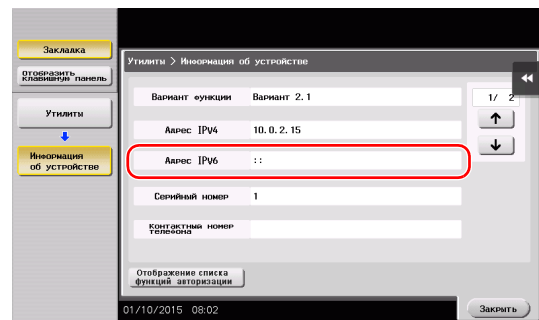 Закладка
Отобразить
клавишную панель
Утилиты
Информация
об устройстве
Утилиты > Информация об устройстве
Вариант функции Вариант 2.1
1/ 2
Адрес IPv4 10.0.2.15
Адрес IPv6 ::
Серийный номер 1
Контактный номер
телефона
Отображение списка
функций авторизации
01/10/2015 08:02
Закрыть